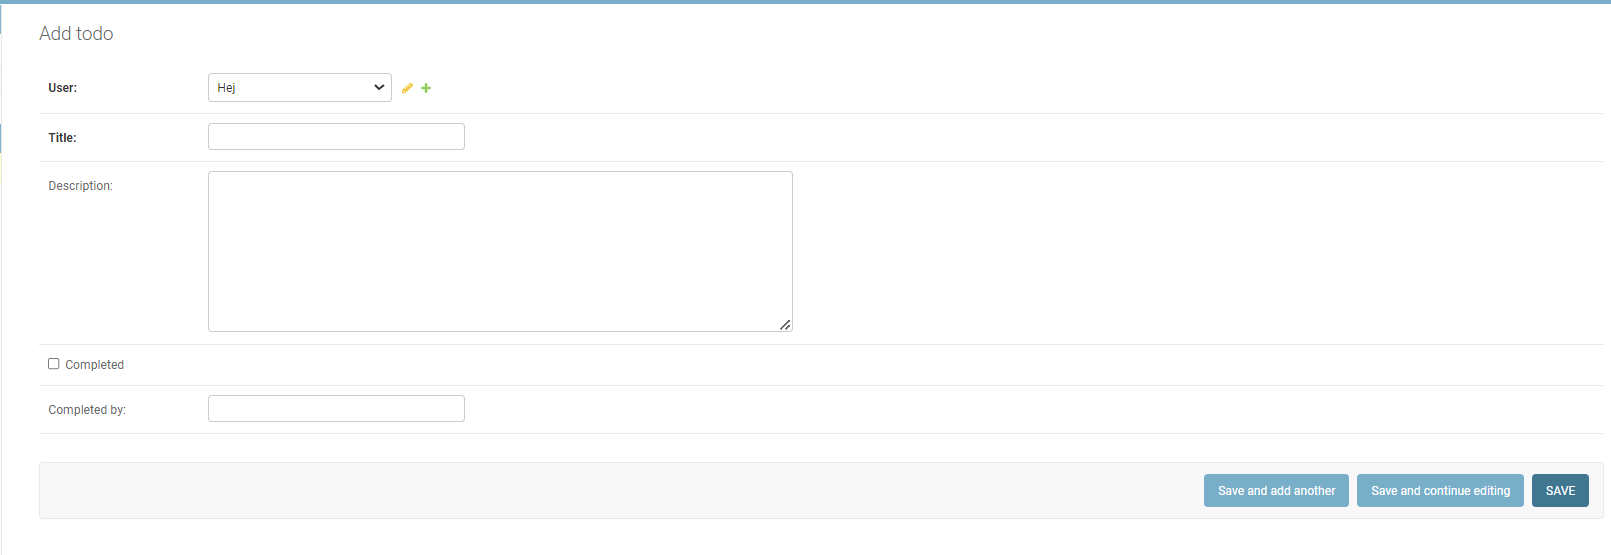 Add todo
User: Hej
Title:
Description:
Completed
Completed by:
Save and add another Save and continue editing SAVE